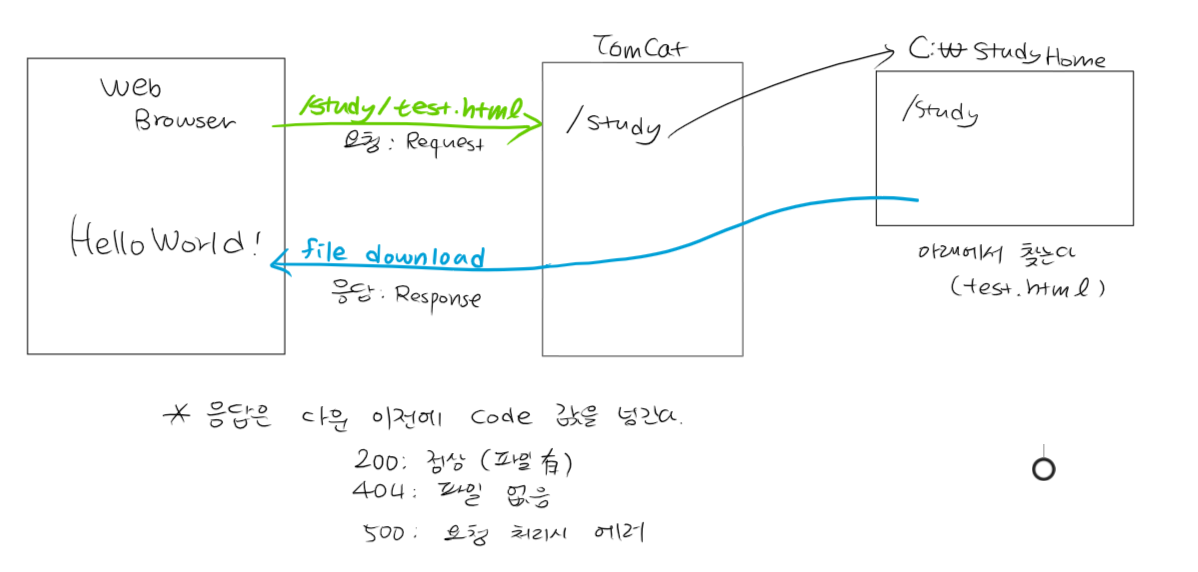 Web
Browser
/study/test.html
요청: Request
TomCat
/study
C:₩StudyHome
/study
Hello World!
file download
응답: Response
아래에서 찾는다
(test.html)
* 응답은 다운 이전에 Code 값을 넘긴다.
200: 정상 (파일 有)
404: 파일 없음
500: 요청 처리시 에러